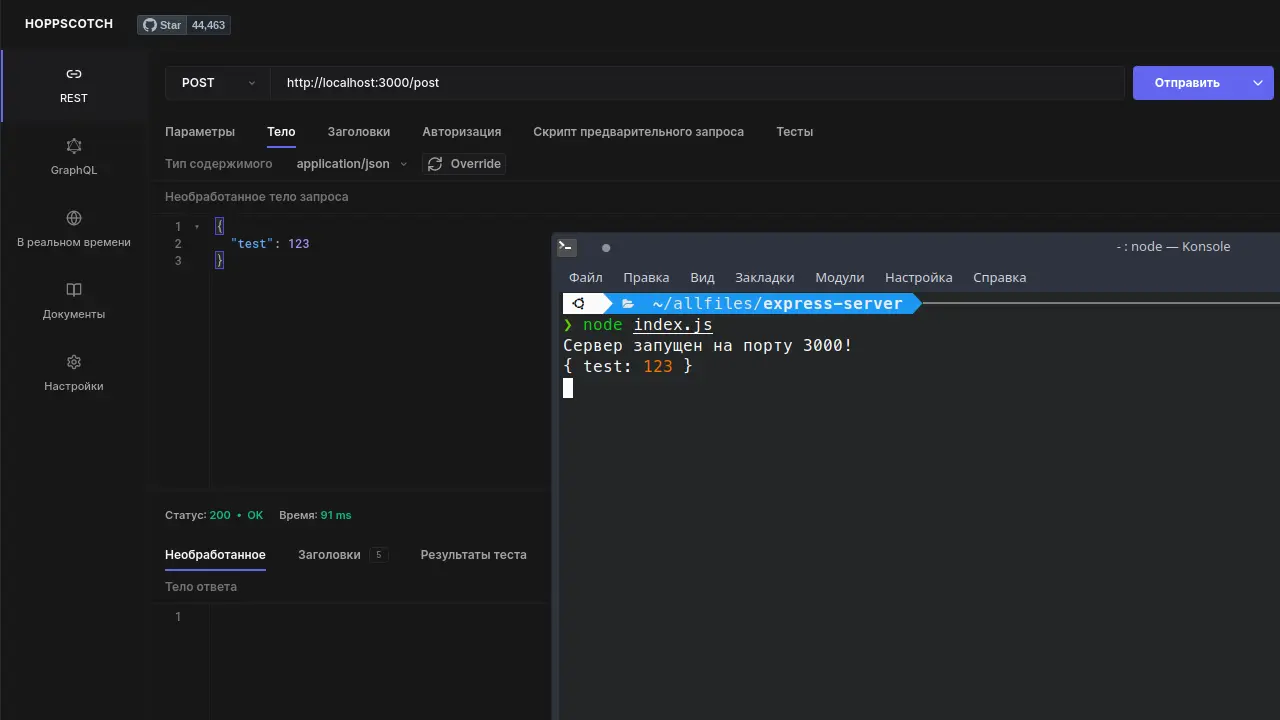 HOPPSCOTCH
Star 44,463
REST
GraphQL
В реальном времени
Документы
Настройки
POST http://localhost:3000/post Отправить
Параметры Тело Заголовки Авторизация Скрипт предварительного запроса Тесты
Тип содержимого application/json Override
Необработанное тело запроса
1 {
2 "test": 123
3 }
Статус: 200 • OK Время: 91 ms
Необработанное Заголовки 5 Результаты теста
Тело ответа
1
- : node — Konsole
Файл Правка Вид Закладки Модули Настройка Справка
~/allfiles/express-server
❯ node index.js
Сервер запущен на порту 3000!
{ test: 123 }